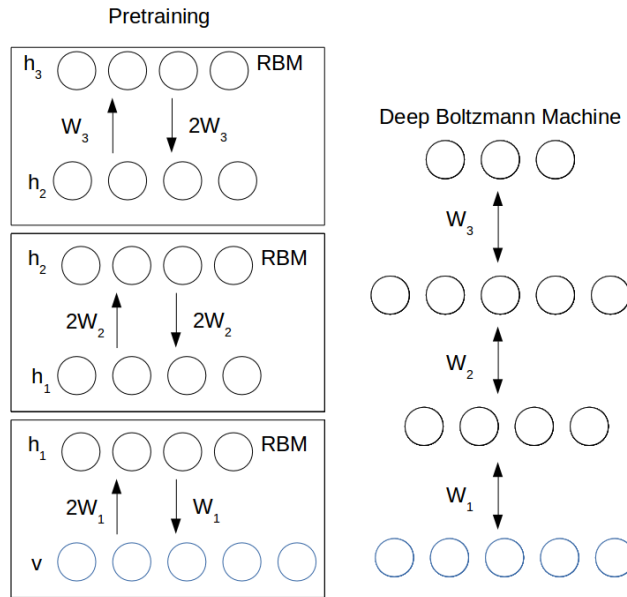 Pretraining
h3 RBM
W3 2W3
h2
h2 RBM
2W2 2W2
h1
h1 RBM
2W1 W1
v
Deep Boltzmann Machine
W3
W2
W1